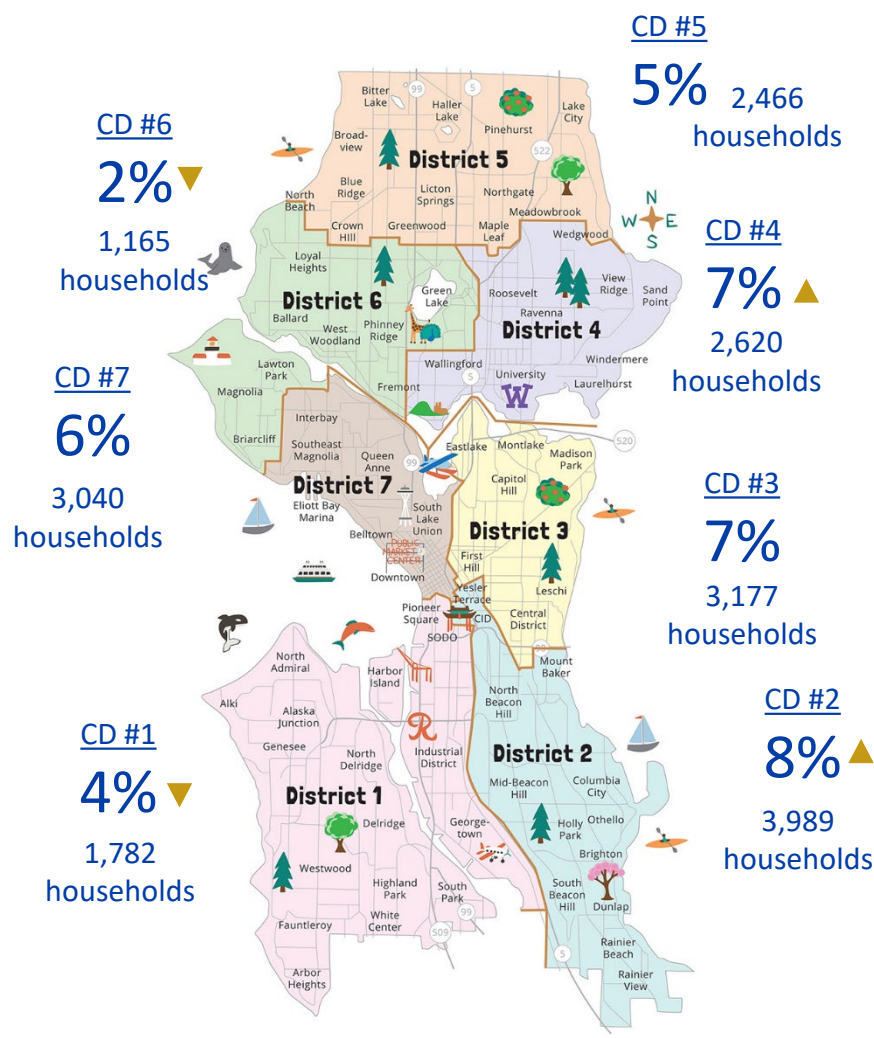 CD #5
5% 2,466
households
CD #6
2%
1,165
households
CD #4
7%
2,620
households
CD #7
6%
3,040
households
CD #3
7%
3,177
households
CD #2
8%
3,989
households
CD #1
4%
1,782
households
N
W E
S
Bitter
Lake
99
5
Haller
Lake
Pinehurst
Lake
City
Broad-
view
District 5
522
Blue
Ridge
Licton
Springs
Northgate
North
Beach
Meadowbrook
Crown
Hill
Greenwood
Maple
Leaf
Wedgwood
Loyal
Heights
Green
Lake
District 6
Ballard
West
Woodland
Phinney
Ridge
Fremont
Roosevelt
View
Ridge
Sand
Point
Ravenna
District 4
Wallingford
5
University
W
Windermere
Laurelhurst
Lawton
Park
Magnolia
Briarcliff
Interbay
Southeast
Magnolia
Queen
Anne
99
District 7
Eliott Bay
Marina
South
Lake
Union
Belltown
PUBLIC
MARKET
CENTER
Downtown
520
Eastlake
Montlake
Madison
Park
Capitol
Hill
District 3
First
Hill
Leschi
Yesler
Terrace
Central
District
Pioneer
Square
CID
SODO
90
Mount
Baker
North
Admiral
Harbor
Island
Alki
Alaska
Junction
R
Genesee
North
Delridge
Industrial
District
District 1
Delridge
George-
town
Westwood
Highland
Park
South
Park
White
Center
99
509
Fauntleroy
Arbor
Heights
North
Beacon
Hill
District 2
Mid-Beacon
Hill
Columbia
City
Holly
Park
Othello
Brighton
South
Beacon
Hill
Dunlap
5
Rainier
Beach
Rainier
View